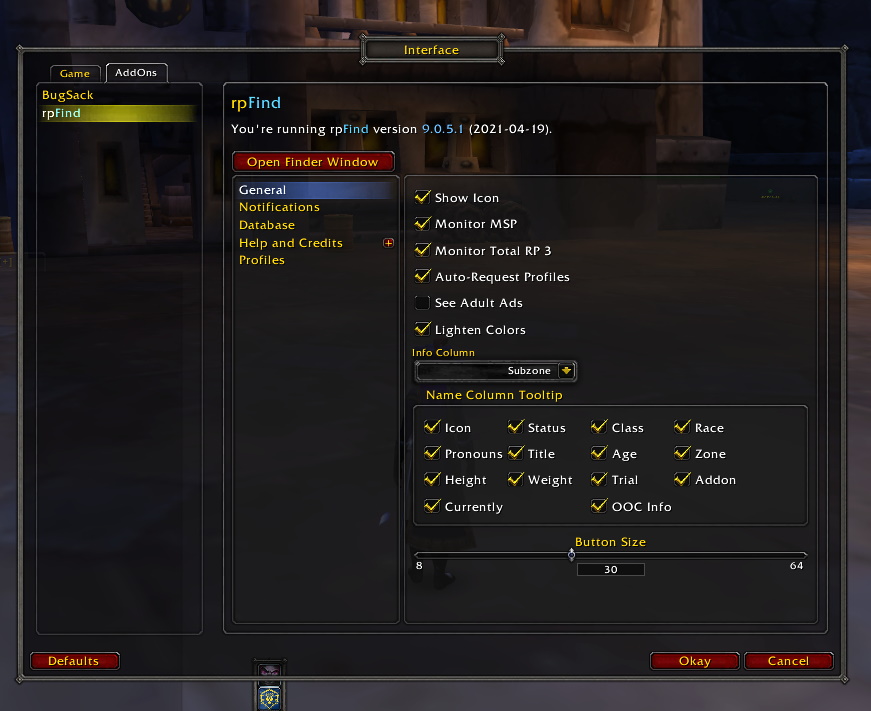 Interface
Game AddOns
BugSack
rpFind
rpFind
You're running rpFind version 9.0.5.1 (2021-04-19).
Open Finder Window
General
Notifications
Database
Help and Credits
Profiles
Show Icon
Monitor MSP
Monitor Total RP 3
Auto-Request Profiles
See Adult Ads
Lighten Colors
Info Column
Subzone
Name Column Tooltip
Icon Status Class Race
Pronouns Title Age Zone
Height Weight Trial Addon
Currently OOC Info
Button Size
8 30 64
Defaults Okay Cancel